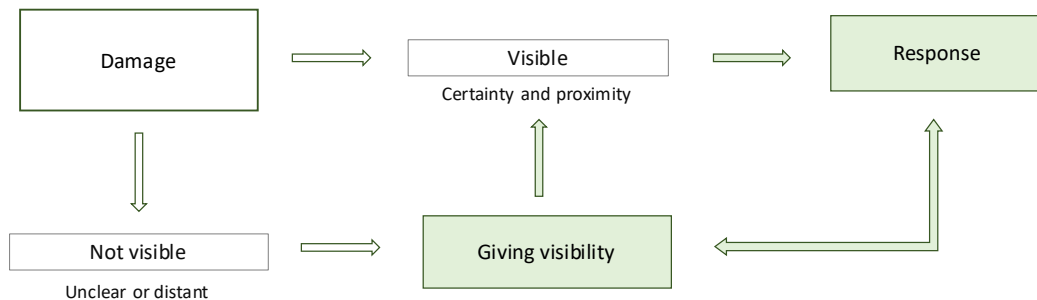 Damage
Visible
Response
Certainty and proximity
Not visible
Giving visibility
Unclear or distant